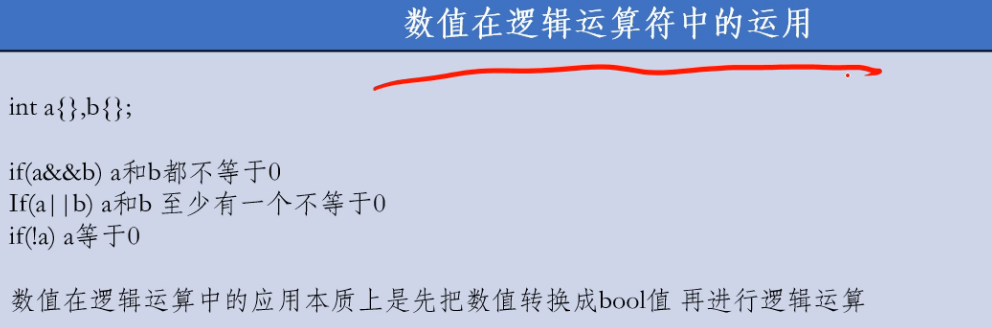 数值在逻辑运算符中的运用
int a{},b{};
if(a&&b) a和b都不等于0
If(a||b) a和b 至少有一个不等于0
if(!a) a等于0
数值在逻辑运算中的应用本质上是先把数值转换成bool值 再进行逻辑运算